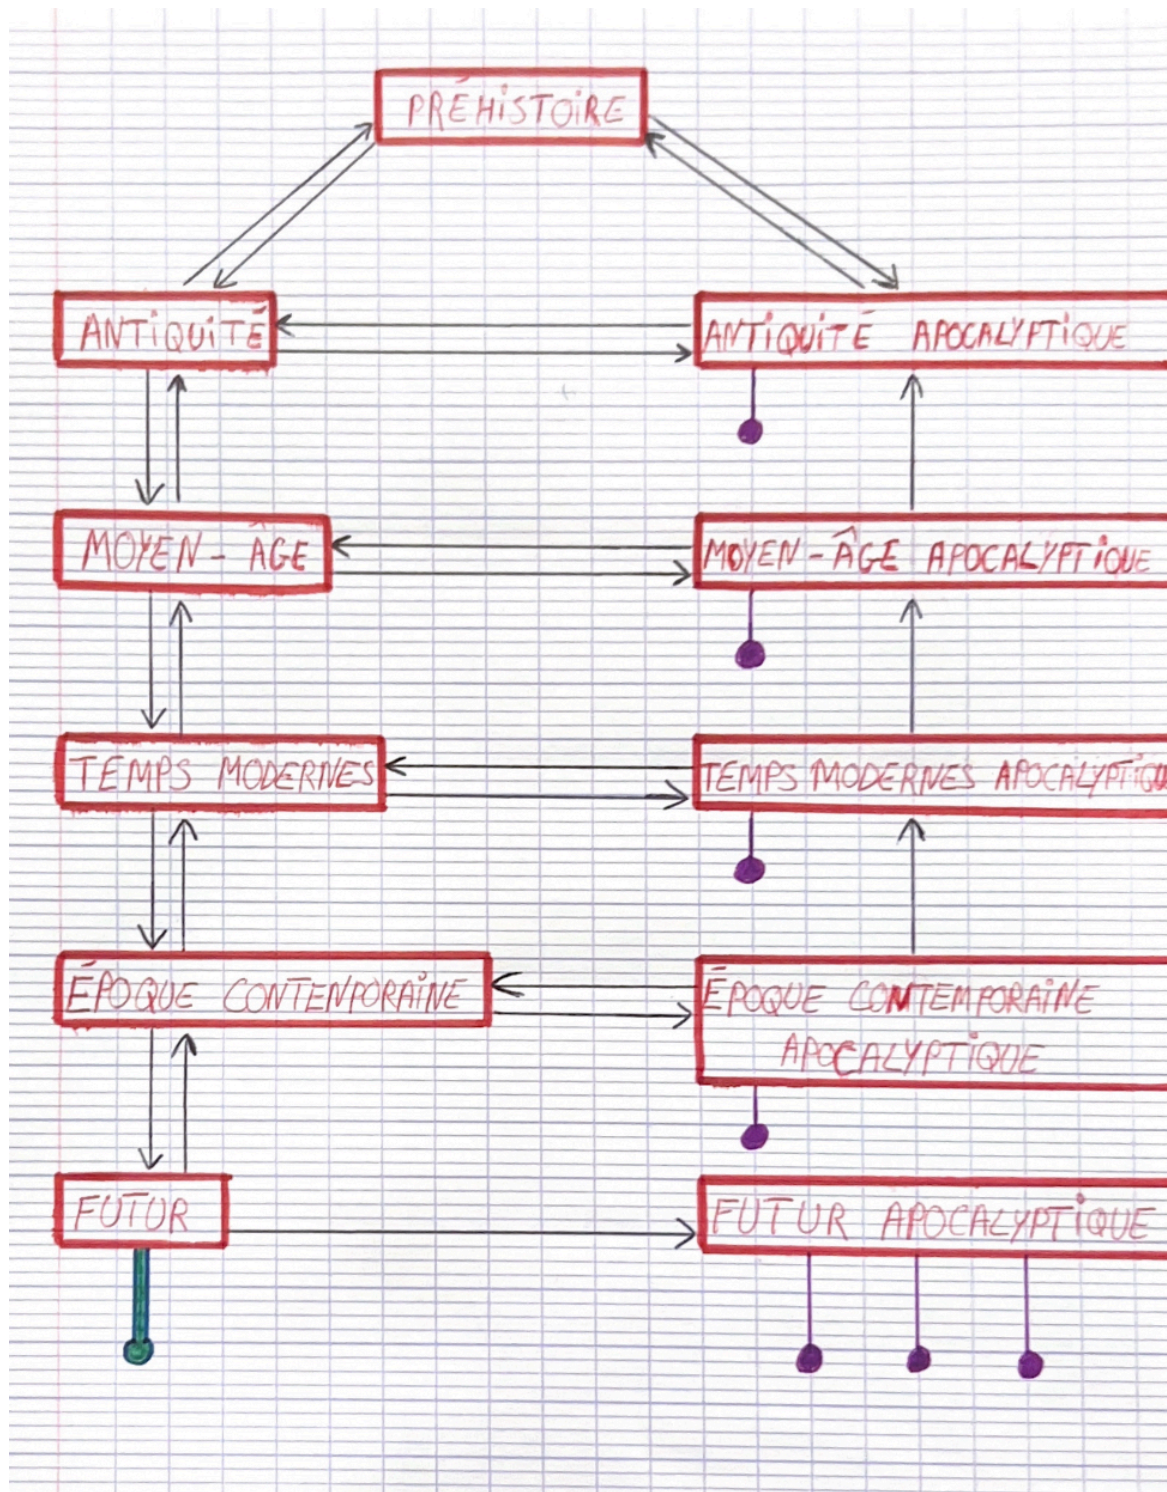 PRÉHiSTOiRE
ANTiQUiTÉ
ANTiQUiTÉ APOCALYPTiQUE
MOYEN - ÂGE
MOYEN - ÂGE APOCALYPTiQUE
TEMPS MODERNES
TEMPS MODERNES APOCALYPTiQU
ÉPOQUE CONTENPORAiNE
ÉPOQUE CONTEMPORAiNE
APOCALYPTiQUE
FUTUR
FUTUR APOCALYPTiQUE